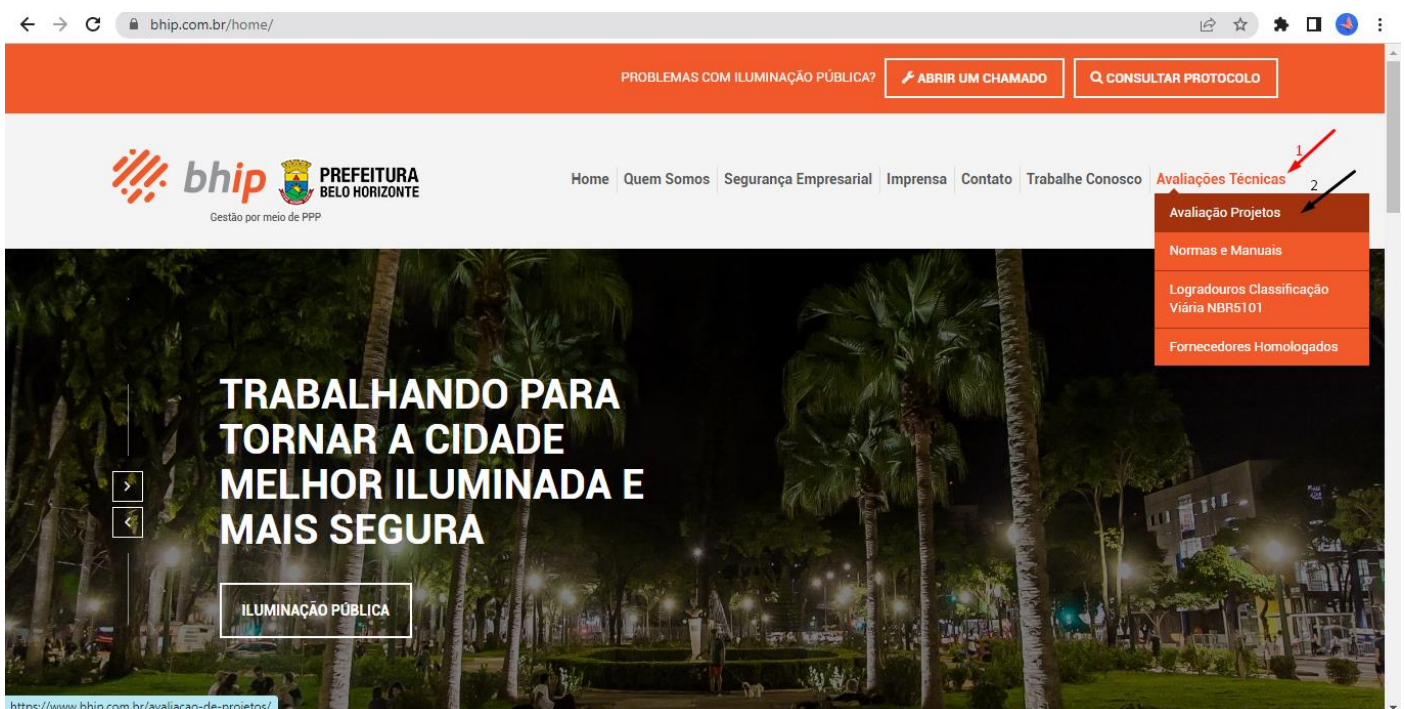 bhip.com.br/home/
PROBLEMAS COM ILUMINAÇÃO PÚBLICA? ABRIR UM CHAMADO CONSULTAR PROTOCOLO
bhip PREFEITURA
BELO HORIZONTE
Gestão por meio de PPP
Home Quem Somos Segurança Empresarial Imprensa Contato Trabalhe Conosco Avaliações Técnicas
1
2
Avaliação Projetos
Normas e Manuais
Logradouros Classificação
Viária NBR5101
Fornecedores Homologados
TRABALHANDO PARA
TORNAR A CIDADE
MELHOR ILUMINADA E
MAIS SEGURA
ILUMINAÇÃO PÚBLICA
https://www.bhip.com.br/avaliacao-de-projetos/